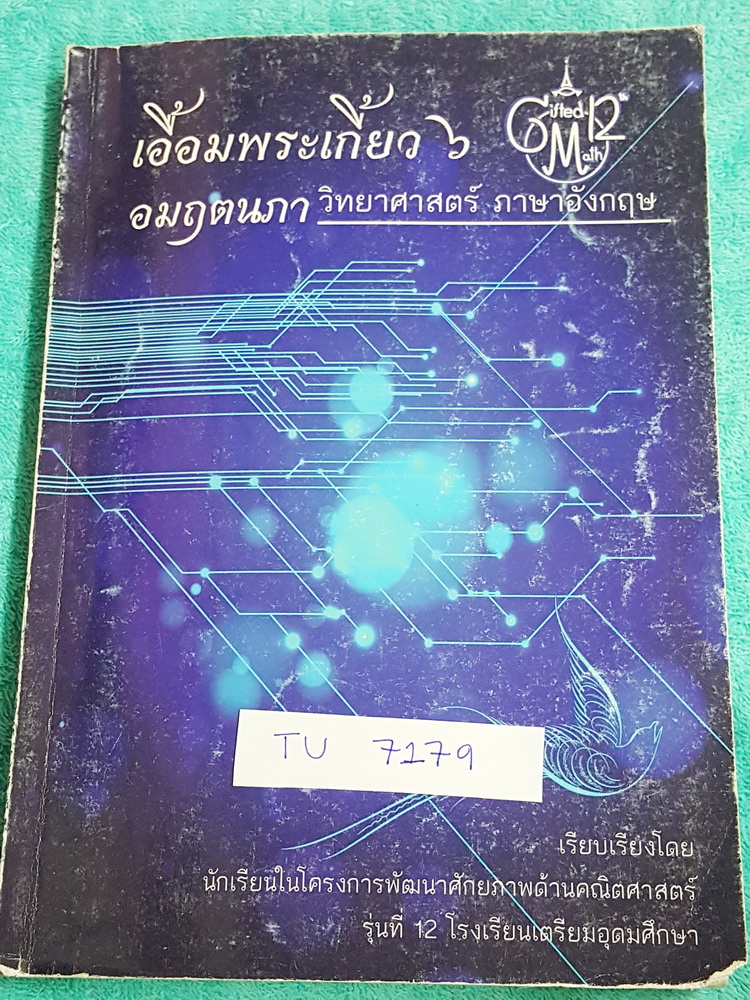 เอื้อมพระเกี้ยว ๖
Gifted 12th
Math
อมฤตนภา วิทยาศาสตร์ ภาษาอังกฤษ
TU 7179
เรียบเรียงโดย
นักเรียนในโครงการพัฒนาศักยภาพด้านคณิตศาสตร์
รุ่นที่ 12 โรงเรียนเตรียมอุดมศึกษา